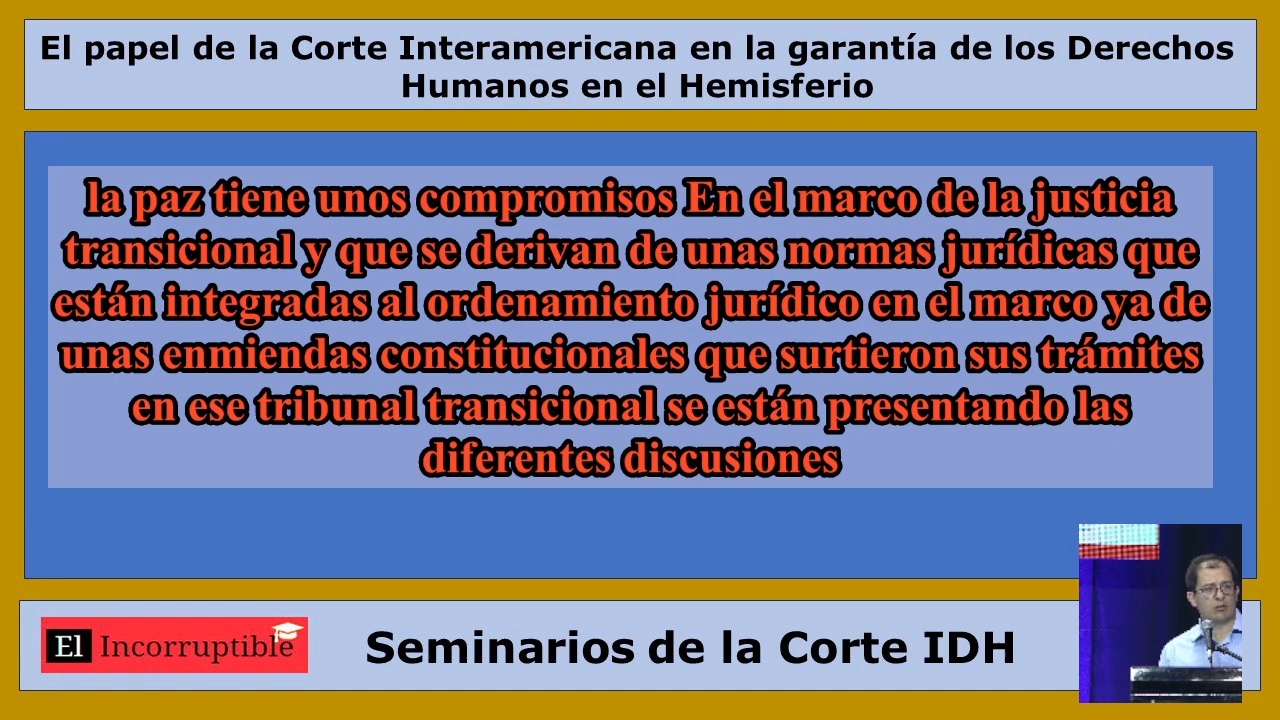 El papel de la Corte Interamericana en la garantía de los Derechos
Humanos en el Hemisferio
la paz tiene unos compromisos En el marco de la justicia
transicional y que se derivan de unas normas jurídicas que
están integradas al ordenamiento jurídico en el marco ya de
unas enmiendas constitucionales que surtieron sus trámites
en ese tribunal transicional se están presentando las
diferentes discusiones
El Incorruptible
Seminarios de la Corte IDH